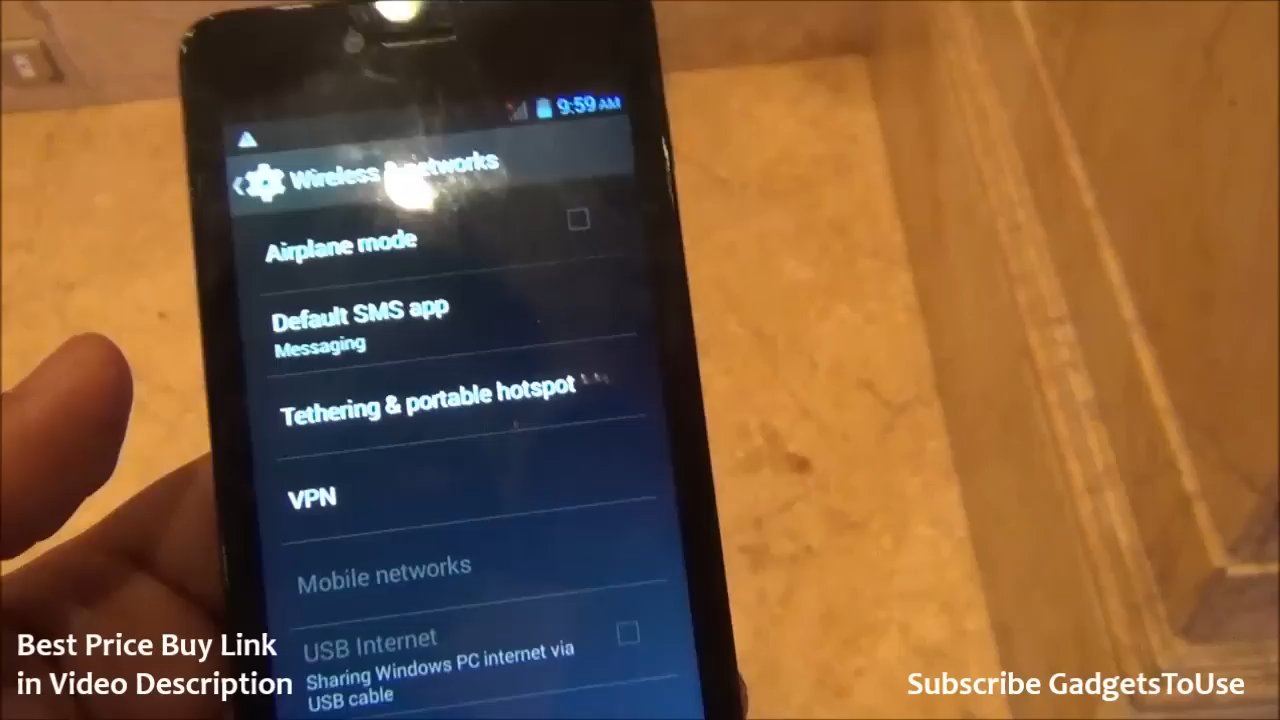 9:59 AM
Wireless & networks
Airplane mode
Default SMS app
Messaging
Tethering & portable hotspot
VPN
Mobile networks
USB Internet
Sharing Windows PC internet via
USB cable
Best Price Buy Link
in Video Description
Subscribe GadgetsToUse